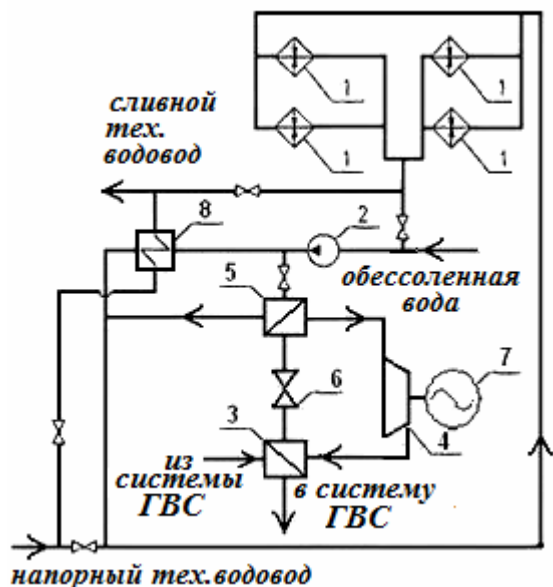 1
1
1
1
сливной
тех.
водовод
8
2
обессоленная
вода
5
6
7
3
4
из
системы
ГВС
в систему
ГВС
напорный тех.водовод